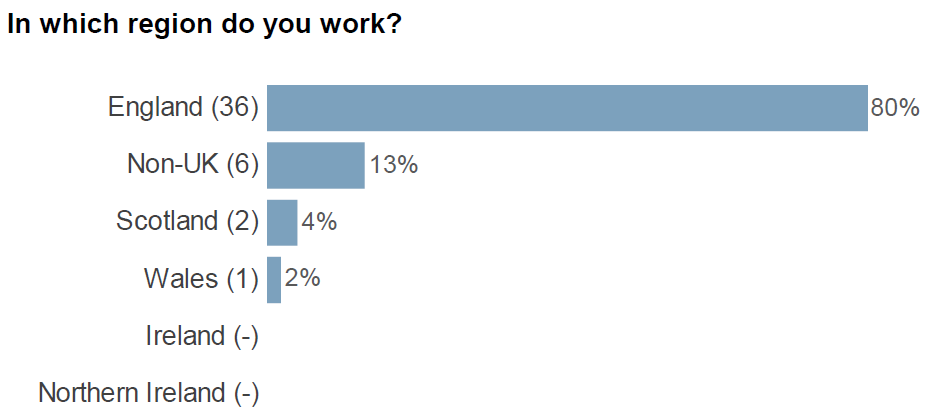 In which region do you work?
England (36) 80%
Non-UK (6) 13%
Scotland (2) 4%
Wales (1) 2%
Ireland (-)
Northern Ireland (-)